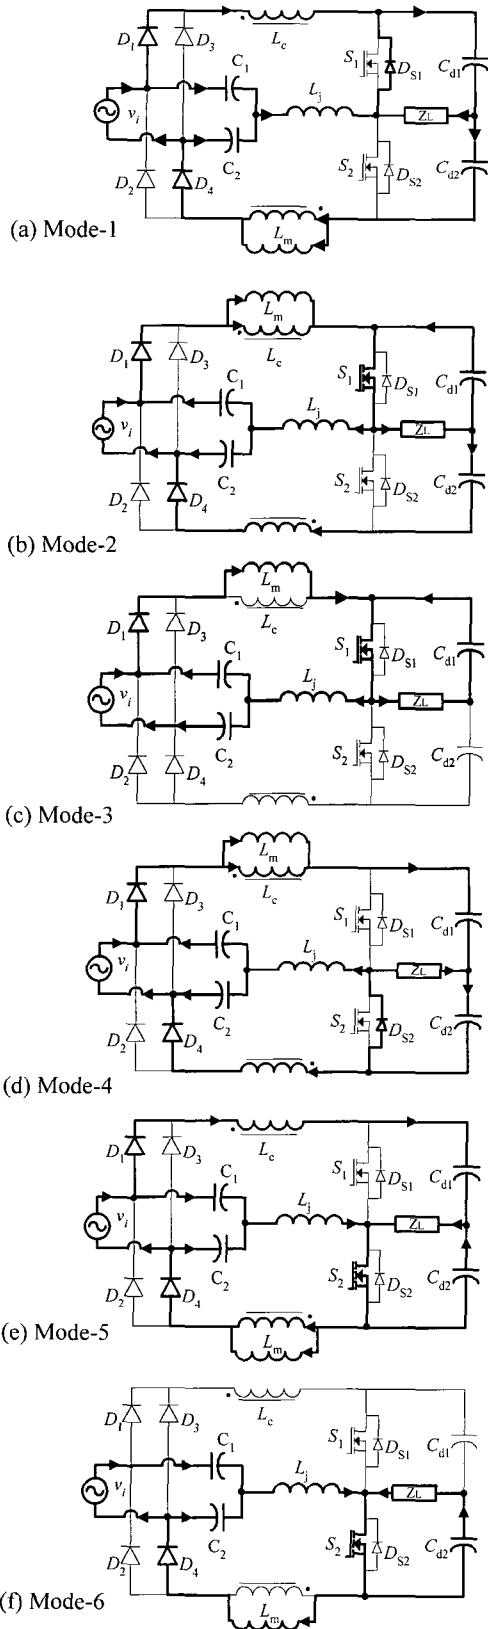 D1 D3 Lc S1 DS1 Cd1
vi C1 Lj ZL
C2 S2 DS2 Cd2
D2 D4
(a) Mode-1 Lm
Lm
D1 D3 Lc S1 DS1 Cd1
vi C1 Lj ZL
C2 S2 DS2 Cd2
D2 D4
(b) Mode-2
Lm
D1 D3 Lc S1 DS1 Cd1
vi C1 Lj ZL
C2 S2 DS2 Cd2
D2 D4
(c) Mode-3
Lm
D1 D3 Lc S1 DS1 Cd1
vi C1 Lj ZL
C2 S2 DS2 Cd2
D2 D4
(d) Mode-4
D1 D3 Lc S1 DS1 Cd1
vi C1 Lj ZL
C2 S2 DS2 Cd2
D2 D4
(e) Mode-5 Lm
D1 D3 Lc S1 DS1 Cd1
vi C1 Lj ZL
C2 S2 DS2 Cd2
D2 D4
(f) Mode-6 Lm